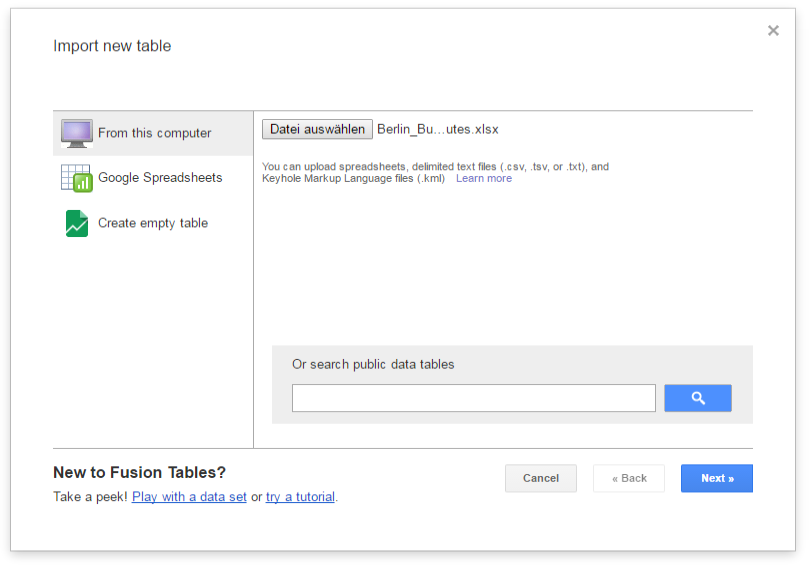 Import new table
From this computer
Google Spreadsheets
Create empty table
Datei auswählen Berlin_Bu...utes.xlsx
You can upload spreadsheets, delimited text files (.csv, .tsv, or .txt), and
Keyhole Markup Language files (.kml) Learn more
Or search public data tables
New to Fusion Tables?
Take a peek! Play with a data set or try a tutorial.
Cancel
« Back
Next »